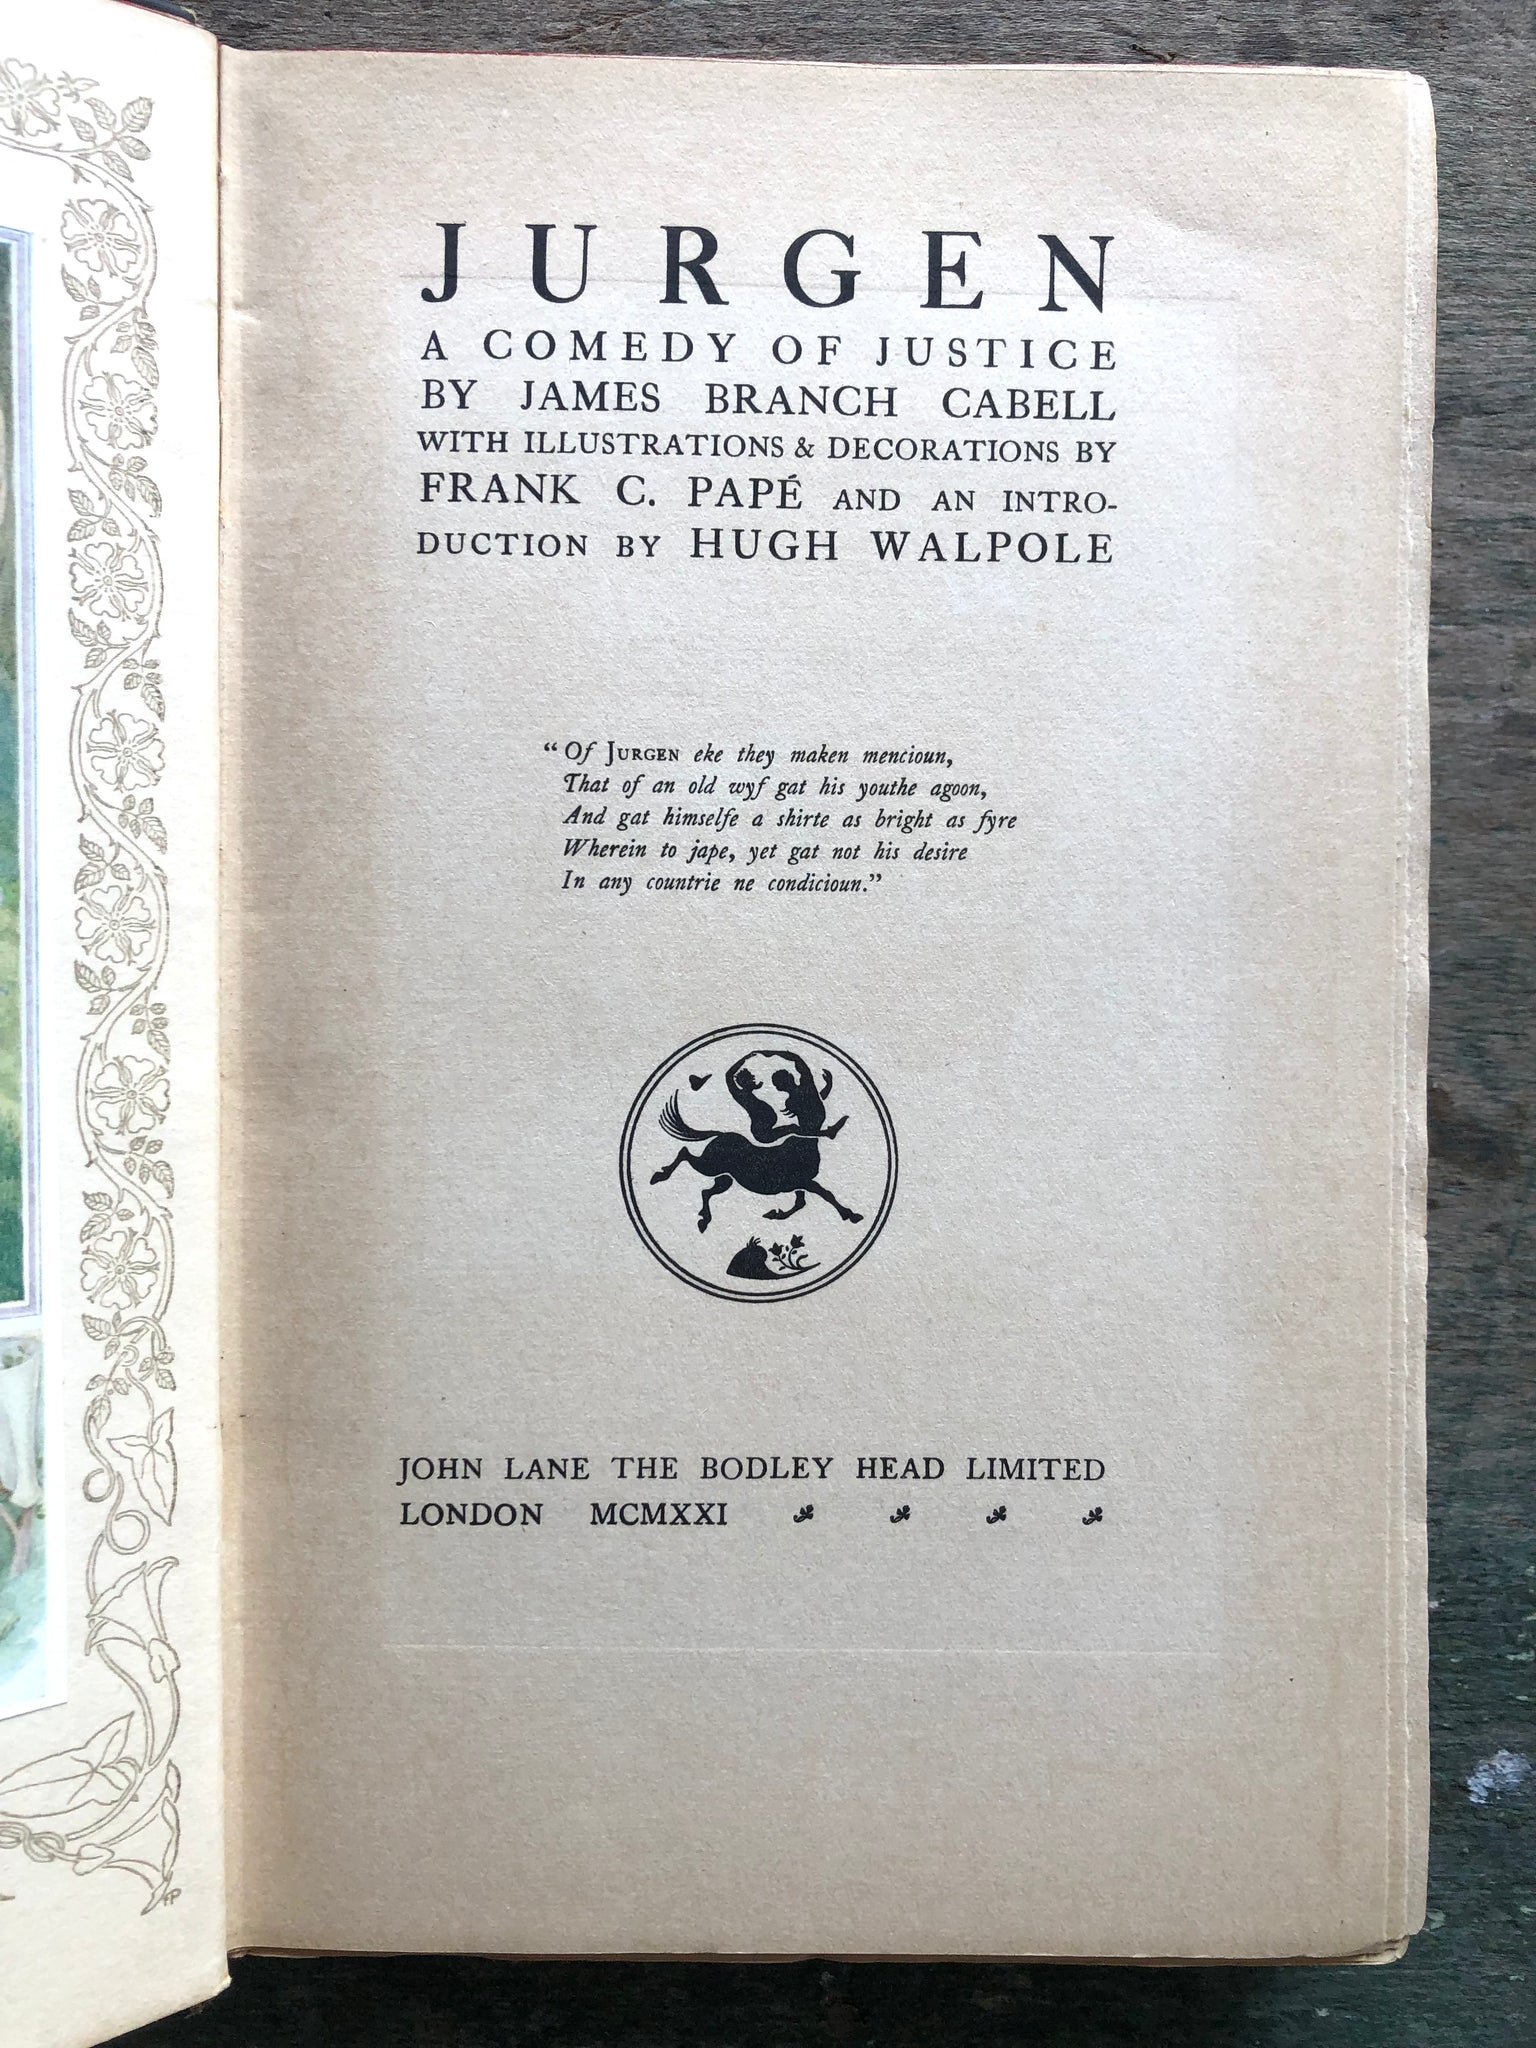 JURGEN
A COMEDY OF JUSTICE
BY JAMES BRANCH CABELL
WITH ILLUSTRATIONS & DECORATIONS BY
FRANK C. PAPÉ AND AN INTRO-
DUCTION BY HUGH WALPOLE
“Of JURGEN eke they maken mencioun,
That of an old wyf gat his youthe agoon,
And gat himselfe a shirte as bright as fyre
Wherein to jape, yet gat not his desire
In any countrie ne condicioun.”
JOHN LANE THE BODLEY HEAD LIMITED
LONDON MCMXXI